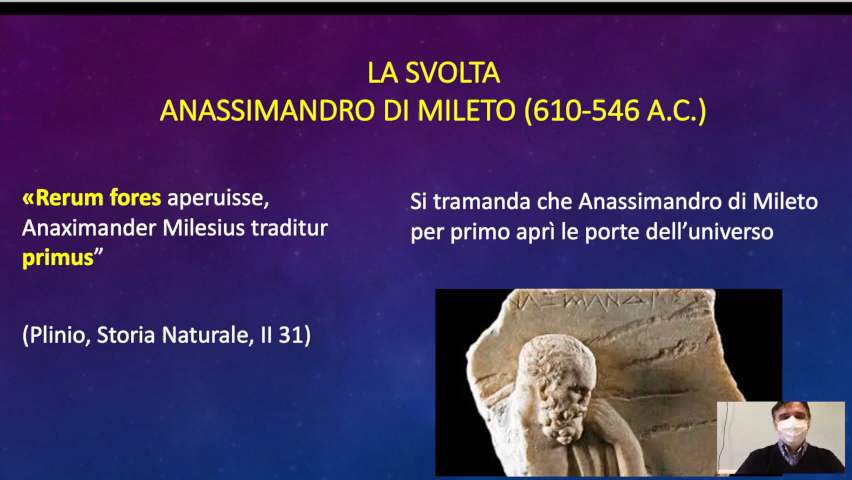 LA SVOLTA
ANASSIMANDRO DI MILETO (610-546 A.C.)
«Rerum fores aperuisse,
Anaximander Milesius traditur
primus”
(Plinio, Storia Naturale, II 31)
Si tramanda che Anassimandro di Mileto
per primo aprì le porte dell’universo